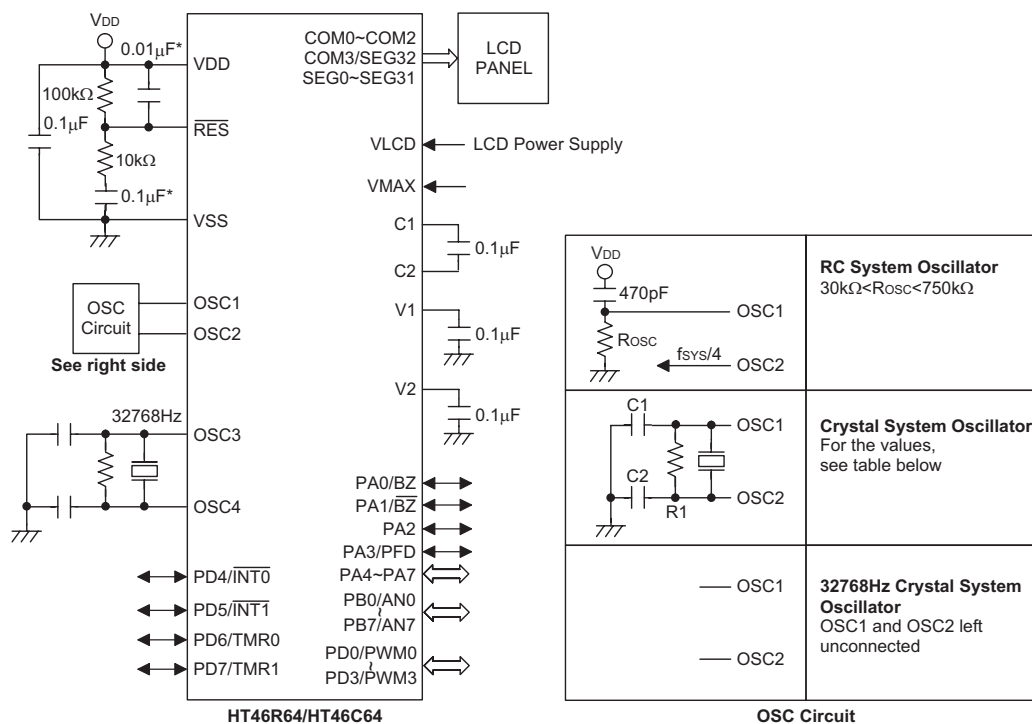 VDD
0.01μF*
VDD
100kΩ
0.1μF
RES
10kΩ
0.1μF*
VSS
OSC
Circuit
OSC1
OSC2
See right side
32768Hz
OSC3
OSC4
PD4/INT0
PD5/INT1
PD6/TMR0
PD7/TMR1
COM0~COM2
COM3/SEG32
SEG0~SEG31
LCD
PANEL
VLCD
LCD Power Supply
VMAX
C1
0.1μF
C2
V1
0.1μF
V2
0.1μF
PA0/BZ
PA1/BZ
PA2
PA3/PFD
PA4~PA7
PB0/AN0
~
PB7/AN7
PD0/PWM0
~
PD3/PWM3
HT46R64/HT46C64
VDD
470pF
OSC1
ROSC
fSYS/4
OSC2
RC System Oscillator
30kΩ<ROSC<750kΩ
C1
OSC1
C2
OSC2
R1
Crystal System Oscillator
For the values,
see table below
OSC1
OSC2
32768Hz Crystal System
Oscillator
OSC1 and OSC2 left
unconnected
OSC Circuit